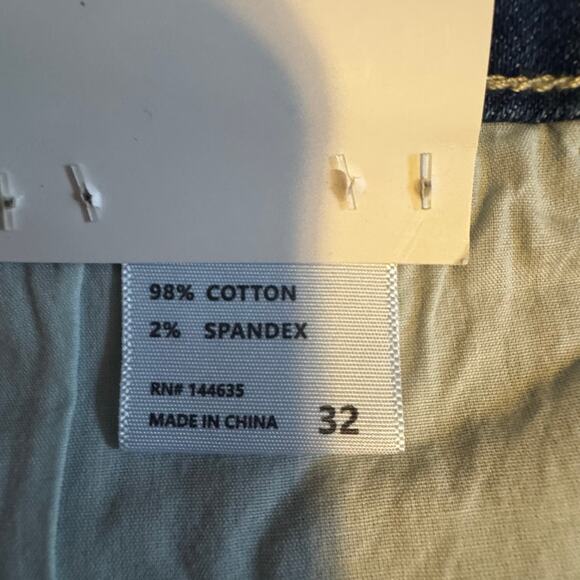 98% COTTON
2% SPANDEX
RN# 144635
MADE IN CHINA 32